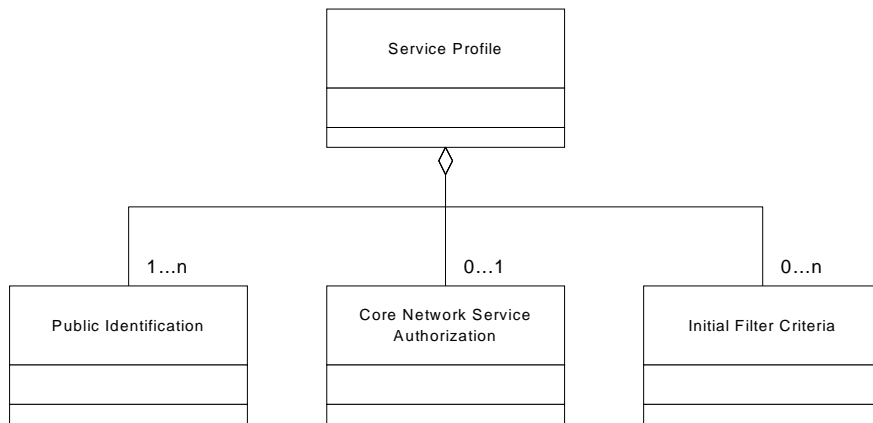 Service Profile
1...n
0...1
0...n
Public Identification
Core Network Service
Authorization
Initial Filter Criteria